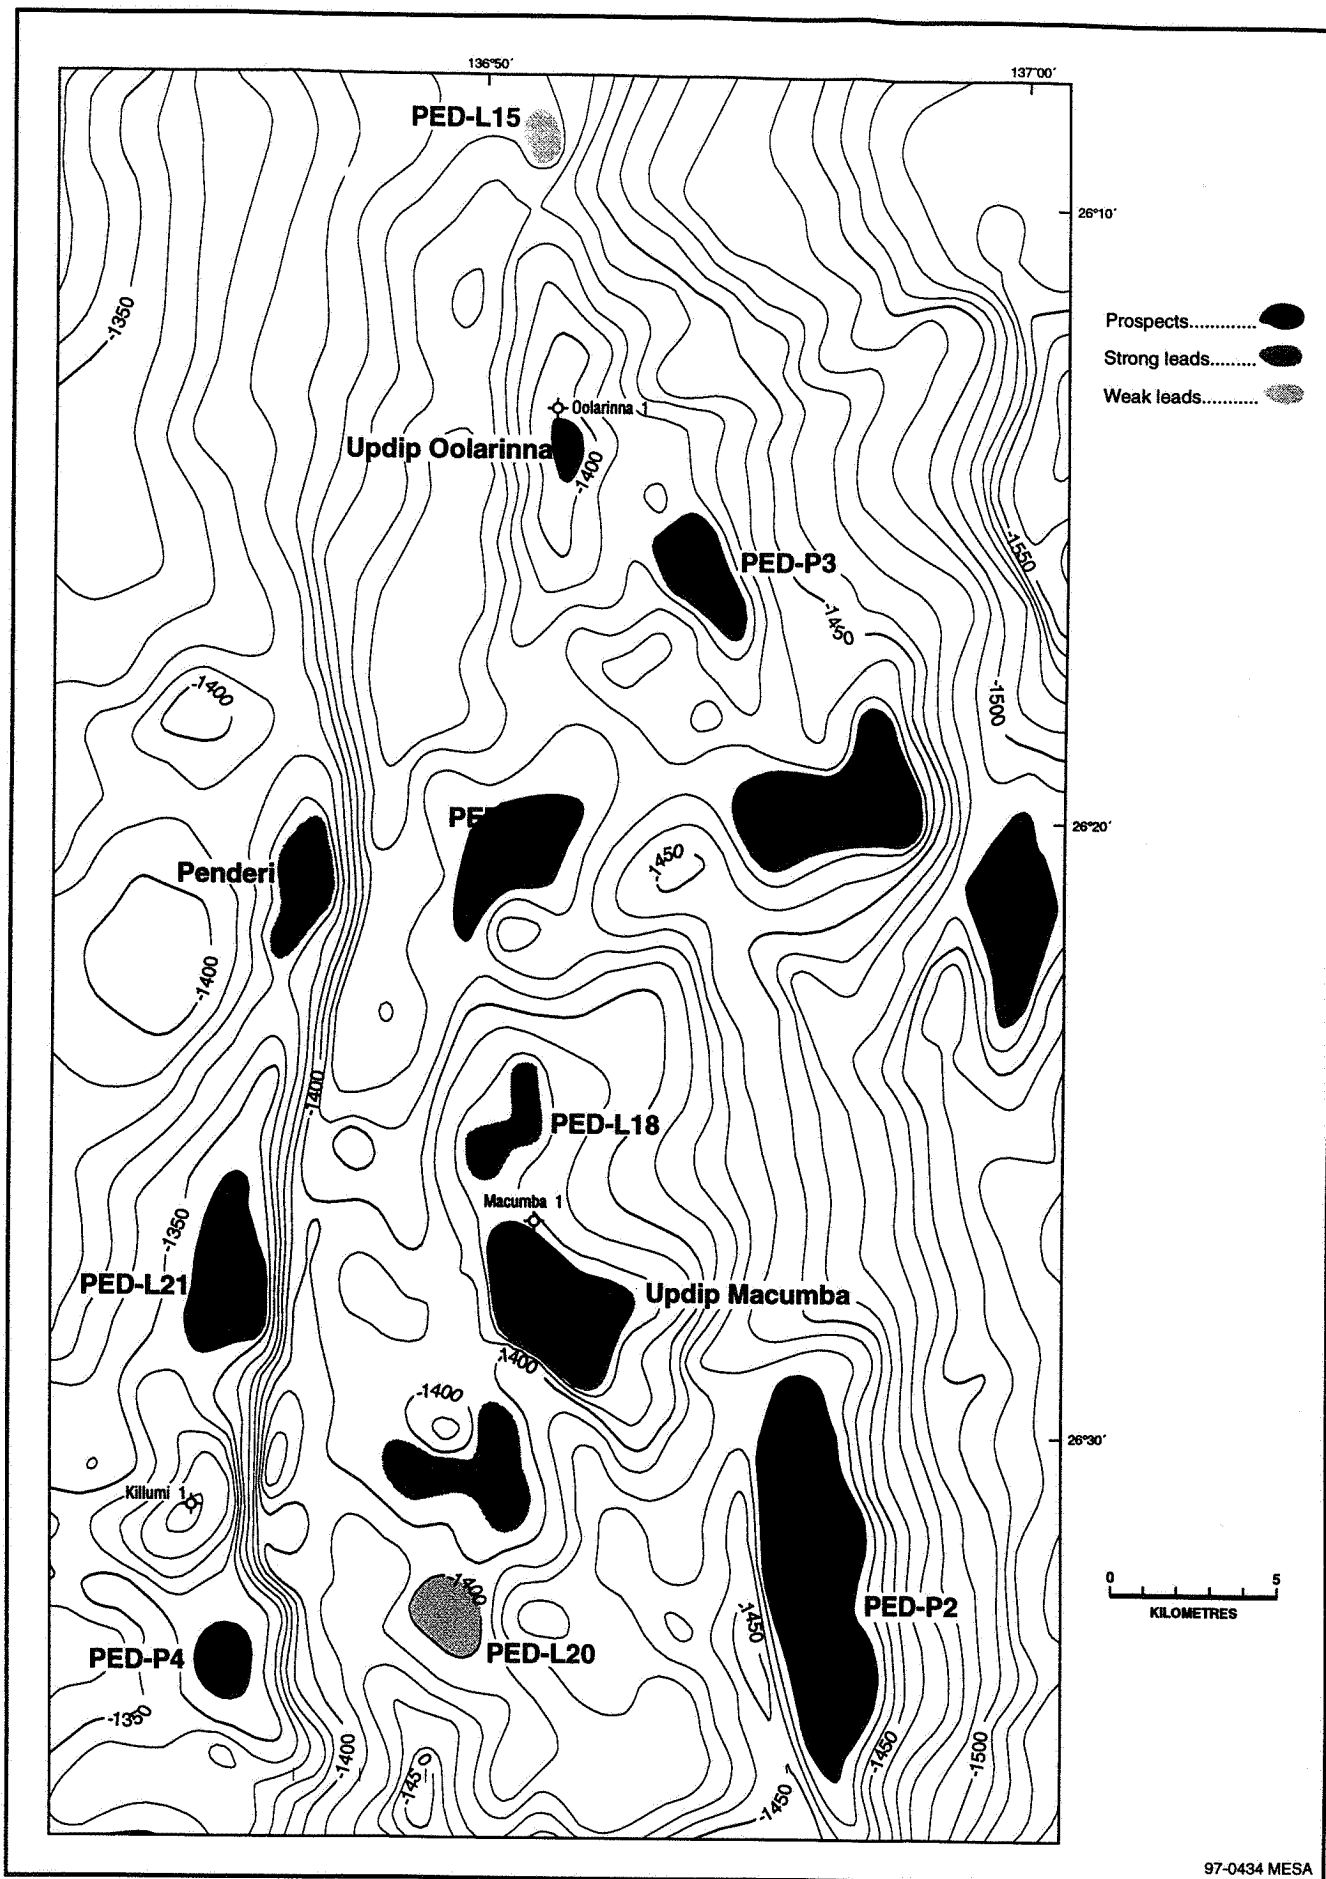 136°50′
137°00′
PED-L15
26°10′
-1350
Prospects.............
Strong leads.........
Weak leads...........
Oolarinna 1
Updip Oolarinna
-1400
-1550
PED-P3
-1450
-1400
-1500
26°20′
-1450
Penderi
-1400
-1400
PED-L18
Macumba 1
-1350
PED-L21
Updip Macumba
-1400
-1400
26°30′
Killumi 1
0 5
KILOMETRES
-1400
PED-P2
-1450
PED-L20
PED-P4
-1350
-1400
-1450
-1500
-1450
-1450
97-0434 MESA